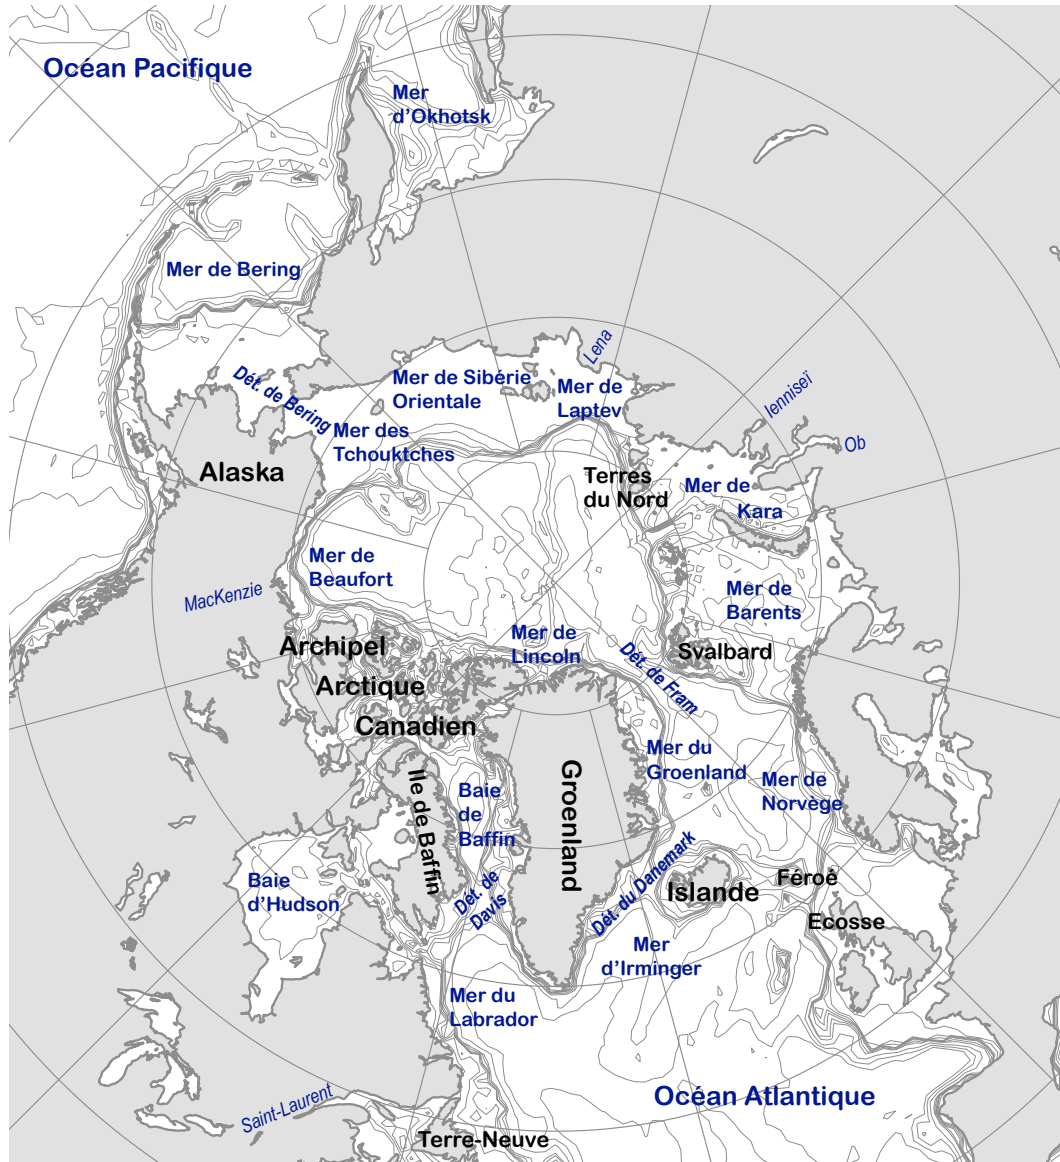 Océan Pacifique
Mer
d'Okhotsk
Mer de Bering
Lena
Ienniseï
Ob
Dét. de Bering
Mer de Sibérie
Orientale
Mer de
Laptev
Mer des
Tchouktches
Alaska
Terres
du Nord
Mer de
Kara
Mer de
Beaufort
MacKenzie
Mer de
Barents
Archipel
Arctique
Canadien
Mer de
Lincoln
Dét. de Fram
Svalbard
Mer du
Groenland
Mer de
Norvège
Ile de Baffin
Baie
de
Baffin
Groenland
Baie
d'Hudson
Dét. de
Davis
Dét. du Danemark
Islande
Féroé
Ecosse
Mer
d'Irminger
Mer du
Labrador
Océan Atlantique
Saint-Laurent
Terre-Neuve